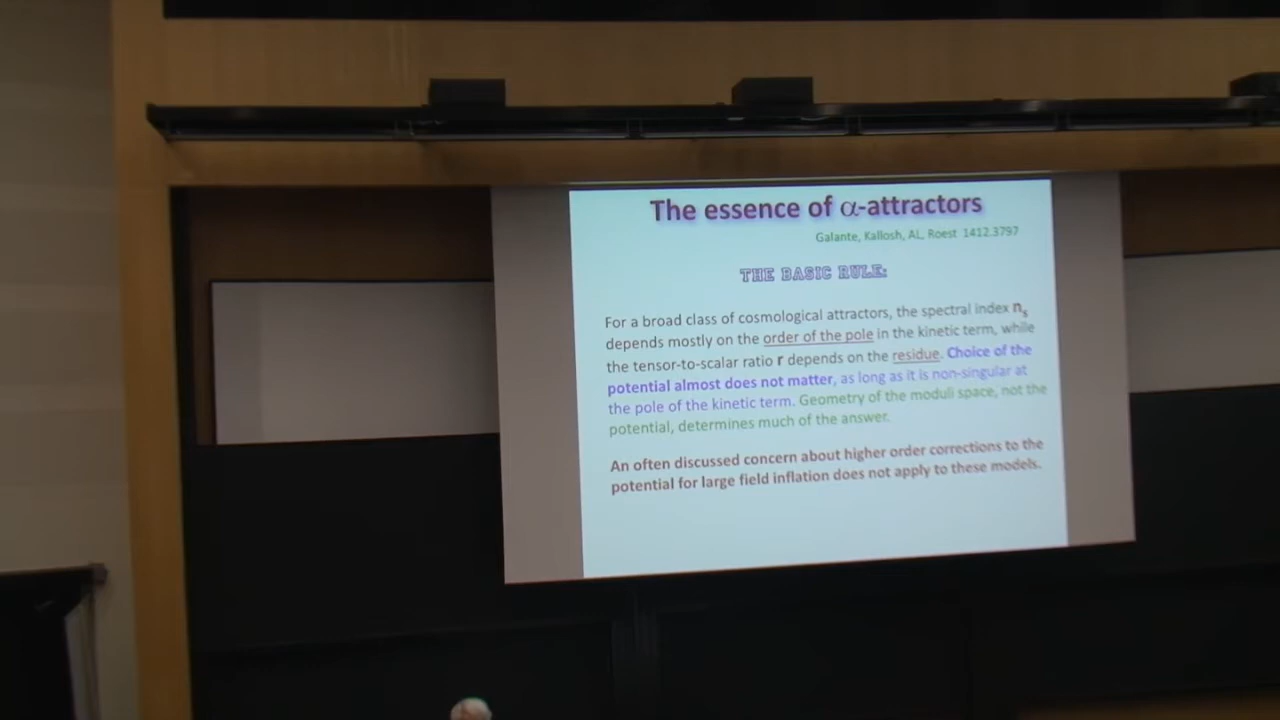 The essence of α-attractors
Galante, Kallosh, AL, Roest 1412.3797
THE BASIC RULE:
For a broad class of cosmological attractors, the spectral index ns
depends mostly on the order of the pole in the kinetic term, while
the tensor-to-scalar ratio r depends on the residue. Choice of the
potential almost does not matter, as long as it is non-singular at
the pole of the kinetic term. Geometry of the moduli space, not the
potential, determines much of the answer.
An often discussed concern about higher order corrections to the
potential for large field inflation does not apply to these models.